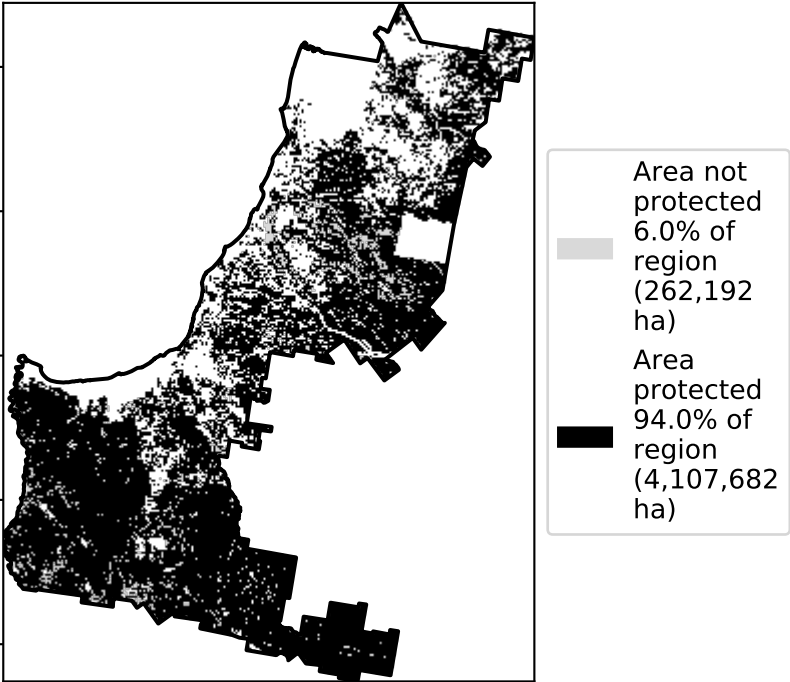 Area not
protected
6.0% of
region
(262,192
ha)
Area
protected
94.0% of
region
(4,107,682
ha)